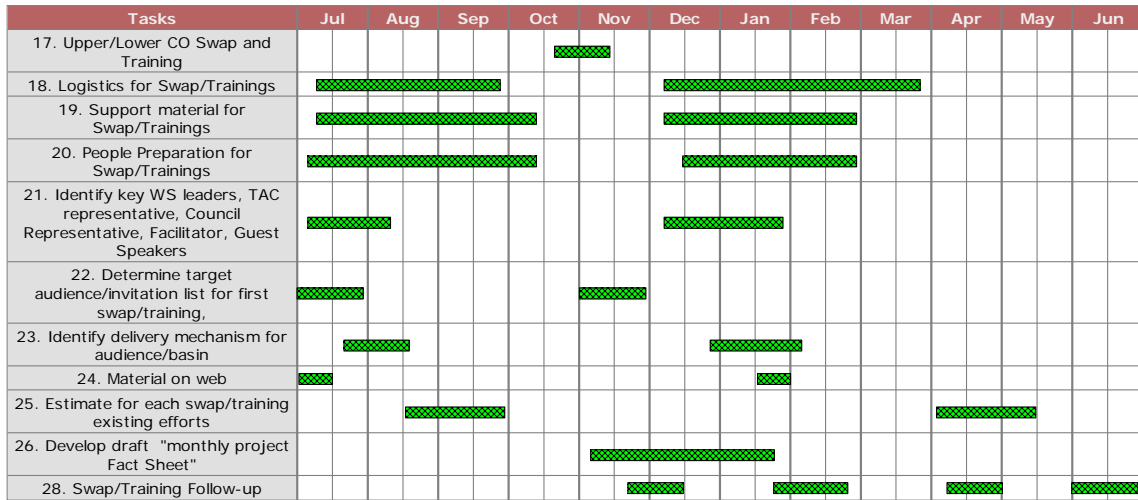 Tasks Jul Aug Sep Oct Nov Dec Jan Feb Mar Apr May Jun
17. Upper/Lower CO Swap and
Training
18. Logistics for Swap/Trainings
19. Support material for
Swap/Trainings
20. People Preparation for
Swap/Trainings
21. Identify key WS leaders, TAC
representative, Council
Representative, Facilitator, Guest
Speakers
22. Determine target
audience/invitation list for first
swap/training,
23. Identify delivery mechanism for
audience/basin
24. Material on web
25. Estimate for each swap/training
existing efforts
26. Develop draft "monthly project
Fact Sheet"
28. Swap/Training Follow-up